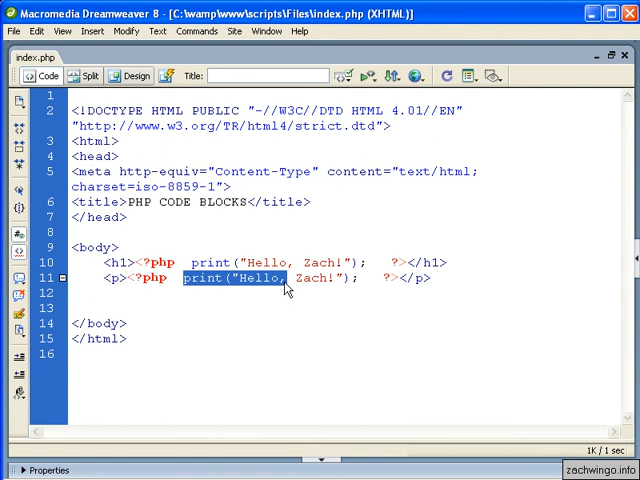 Macromedia Dreamweaver 8 - [C:\wamp\www\scripts\Files\index.php (XHTML)]
File Edit View Insert Modify Text Commands Site Window Help
index.php
Code Split Design Title:
1
2 <!DOCTYPE HTML PUBLIC "-//W3C//DTD HTML 4.01//EN"
"http://www.w3.org/TR/html4/strict.dtd">
3 <html>
4 <head>
5 <meta http-equiv="Content-Type" content="text/html;
charset=iso-8859-1">
6 <title>PHP CODE BLOCKS</title>
7 </head>
8
9 <body>
10 <h1><?php print ("Hello, Zach!"); ?></h1>
11 <p><?php print ("Hello, Zach!"); ?></p>
12
13
14 </body>
15 </html>
16
1K / 1 sec
Properties
zachwingo.info